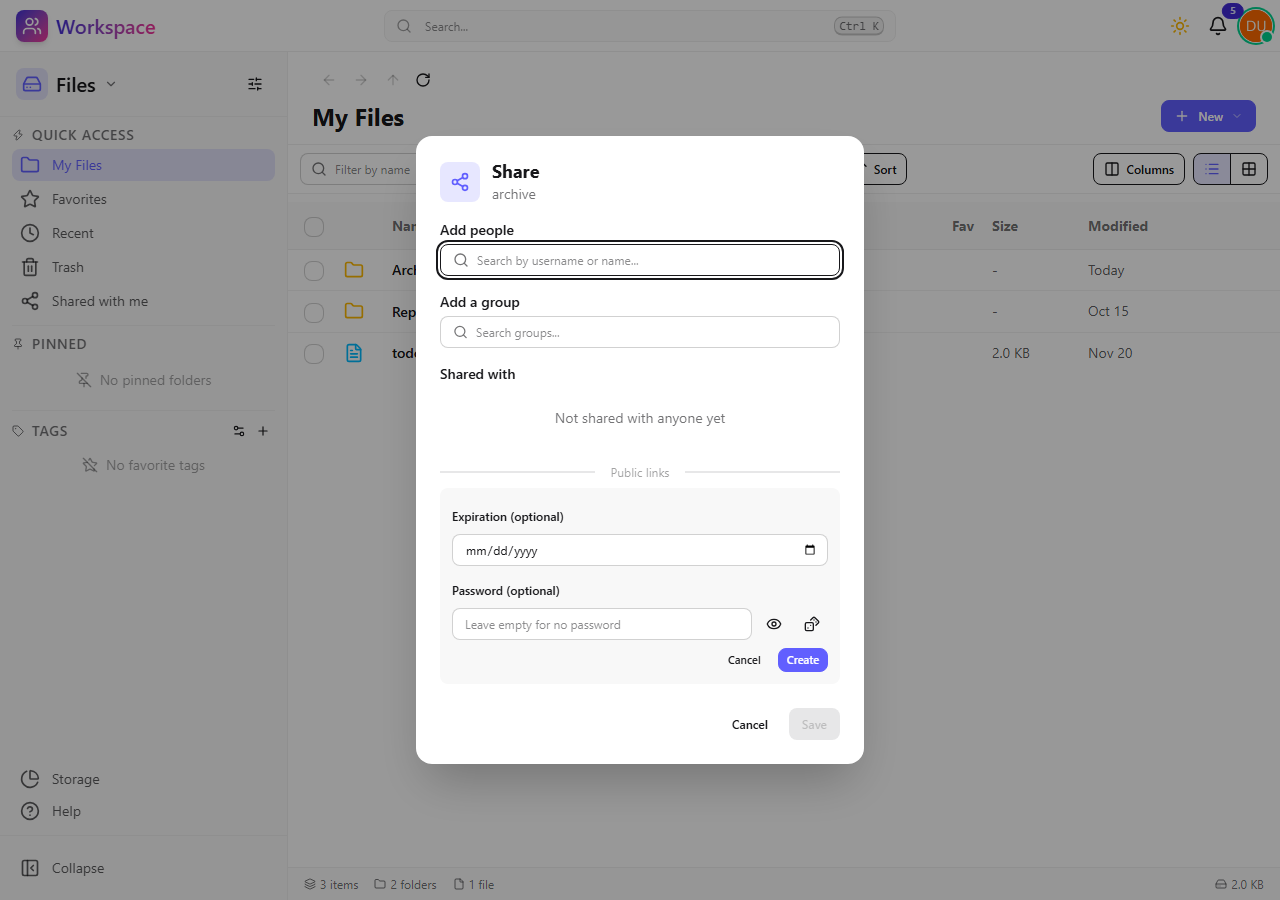 Workspace
Search...
Ctrl K
5
DU
Files
QUICK ACCESS
My Files
Favorites
Recent
Trash
Shared with me
PINNED
No pinned folders
TAGS
No favorite tags
Storage
Help
Collapse
My Files
New
Filter by name
Sort
Columns
Fav
Size
Modified
-
Today
-
Oct 15
2.0 KB
Nov 20
Share
archive
Add people
Search by username or name...
Add a group
Search groups...
Shared with
Not shared with anyone yet
Public links
Expiration (optional)
mm/dd/yyyy
Password (optional)
Leave empty for no password
Cancel
Create
Cancel
Save
3 items
2 folders
1 file
2.0 KB